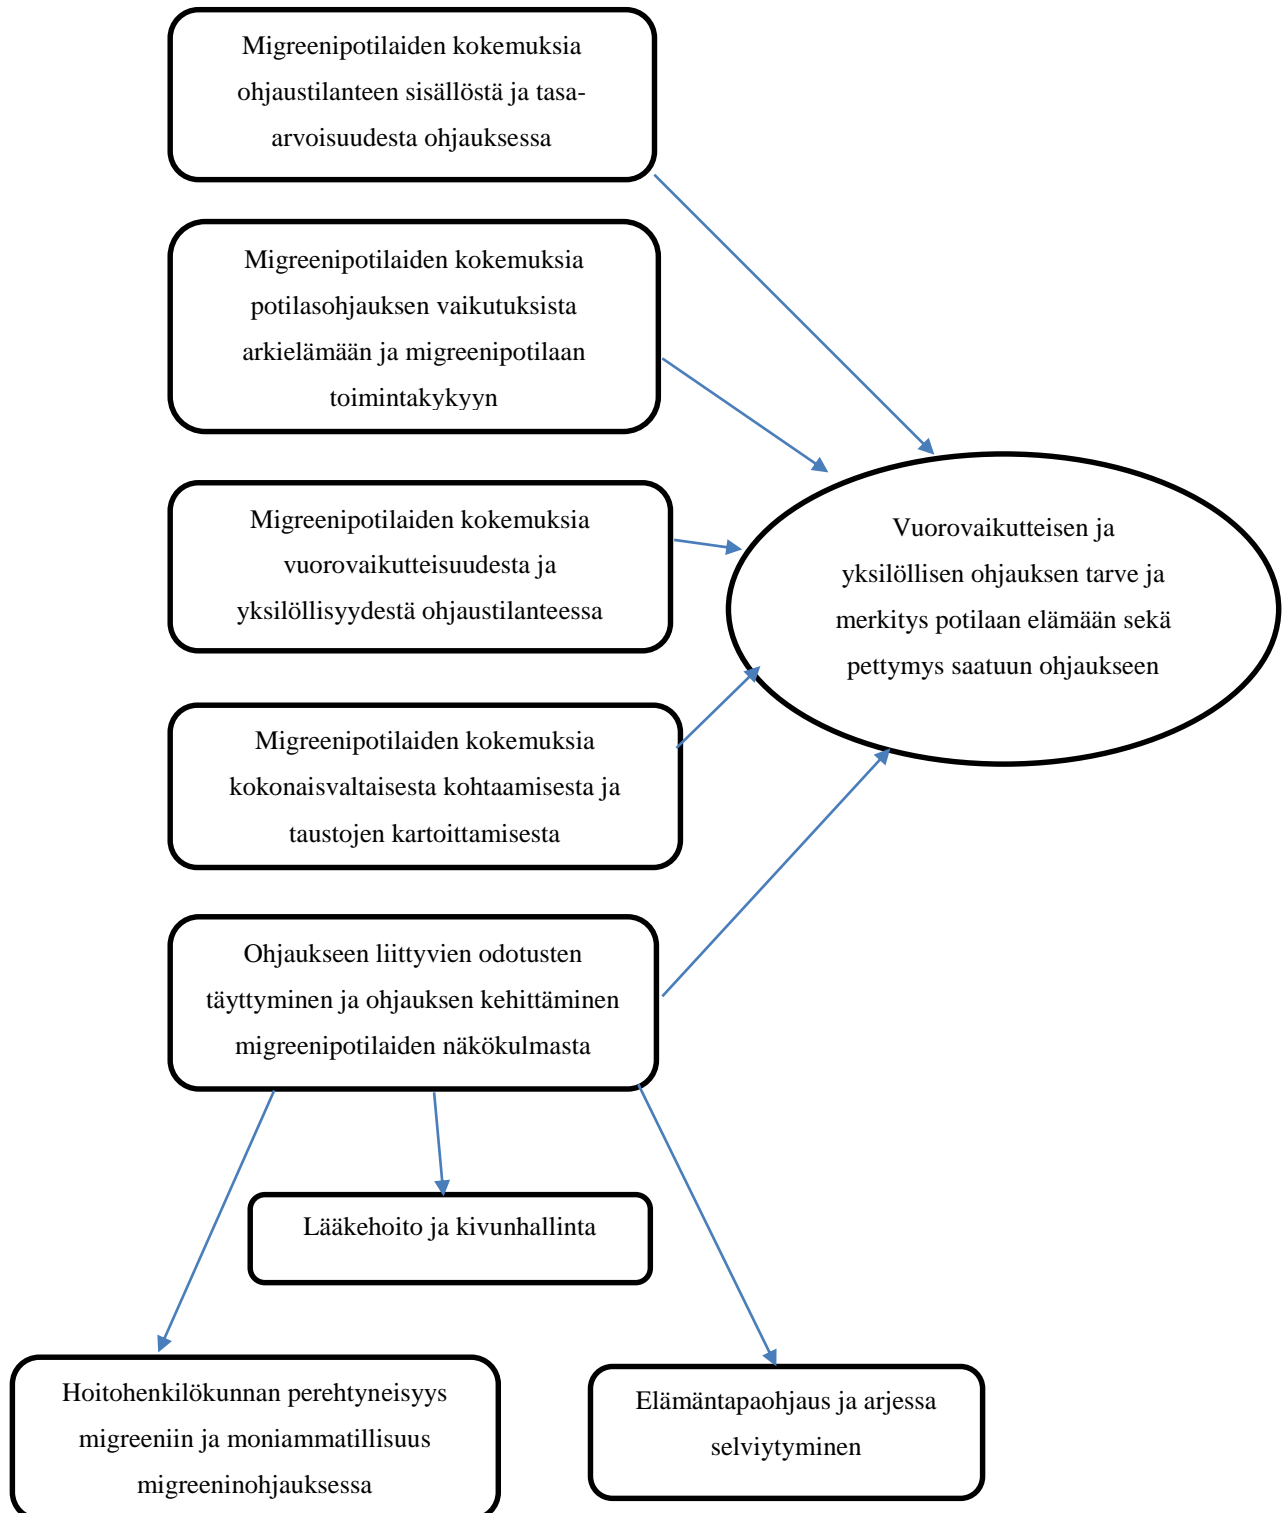 Migreenipotilaiden kokemuksia
ohjaustilanteen sisällöstä ja tasa-
arvoisuudesta ohjauksessa
Migreenipotilaiden kokemuksia
potilasohjauksen vaikutuksista
arkielämään ja migreenipotilaan
toimintakykyyn
Migreenipotilaiden kokemuksia
vuorovaikutteisuudesta ja
yksilöllisyydestä ohjaustilanteessa
Vuorovaikutteisen ja
yksilöllisen ohjauksen tarve ja
merkitys potilaan elämään sekä
pettymys saatuun ohjaukseen
Migreenipotilaiden kokemuksia
kokonaisvaltaisesta kohtaamisesta ja
taustojen kartoittamisesta
Ohjaukseen liittyvien odotusten
täyttyminen ja ohjauksen kehittäminen
migreenipotilaiden näkökulmasta
Lääkehoito ja kivunhallinta
Hoitohenkilökunnan perehtyneisyys
migreeniin ja moniammatillisuus
migreeninohjauksessa
Elämäntapaohjaus ja arjessa
selviytyminen